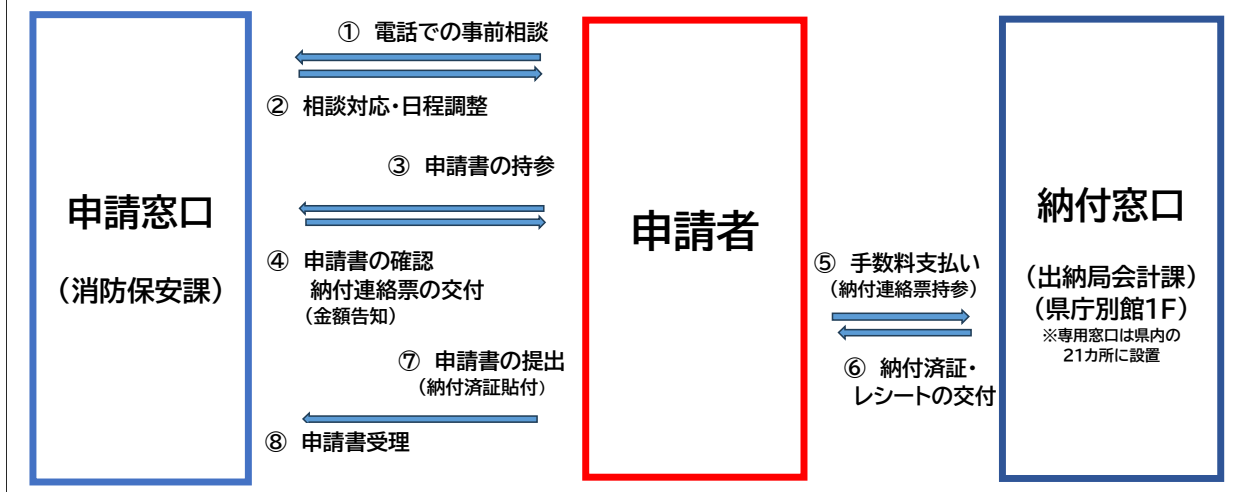 ① 電話での事前相談
② 相談対応・日程調整
③ 申請書の持参
申請窓口
（消防保安課）
④ 申請書の確認
納付連絡票の交付
（金額告知）
⑦ 申請書の提出
（納付済証貼付）
⑧ 申請書受理
申請者
⑤ 手数料支払い
（納付連絡票持参）
⑥ 納付済証・
レシートの交付
納付窓口
（出納局会計課）
（県庁別館1F）
※専用窓口は県内の
21カ所に設置